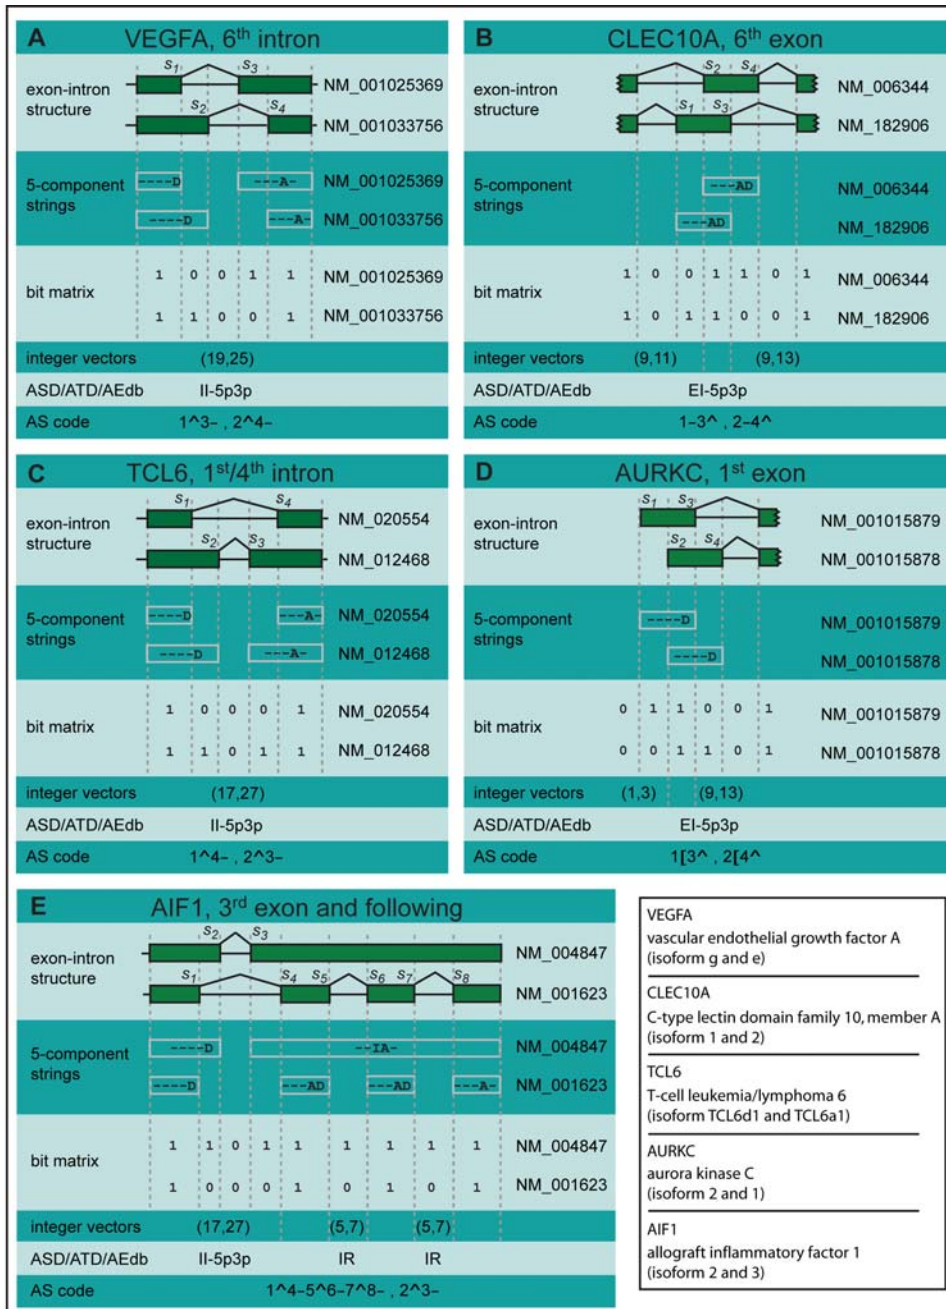 A VEGFA, 6th intron
exon-intron structure
s1 s3 NM_001025369
s2 s4 NM_001033756
5-component strings
----D ---A- NM_001025369
----D ---A- NM_001033756
bit matrix
1 0 0 1 1 NM_001025369
1 1 0 0 1 NM_001033756
integer vectors (19,25)
ASD/ATD/AEdb II-5p3p
AS code 1^3- , 2^4-
B CLEC10A, 6th exon
s2 s4 NM_006344
s1 s3 NM_182906
---AD NM_006344
---AD NM_182906
1 0 0 1 1 0 1 NM_006344
1 0 1 1 0 0 1 NM_182906
integer vectors (9,11) (9,13)
ASD/ATD/AEdb EI-5p3p
AS code 1-3^ , 2-4^
C TCL6, 1st/4th intron
exon-intron structure
s1 s4 NM_020554
s2 s3 NM_012468
5-component strings
----D ---A- NM_020554
----D ---A- NM_012468
bit matrix
1 0 0 0 1 NM_020554
1 1 0 1 1 NM_012468
integer vectors (17,27)
ASD/ATD/AEdb II-5p3p
AS code 1^4- , 2^3-
D AURKC, 1st exon
exon-intron structure
s1 s3 NM_001015879
s2 s4 NM_001015878
5-component strings
----D NM_001015879
----D NM_001015878
bit matrix
0 1 1 0 0 1 NM_001015879
0 0 1 1 0 1 NM_001015878
integer vectors (1,3) (9,13)
ASD/ATD/AEdb EI-5p3p
AS code 1[3^ , 2[4^
E AIF1, 3rd exon and following
exon-intron structure
s2 s3 NM_004847
s1 s4 s5 s6 s7 s8 NM_001623
5-component strings
----D --IA- NM_004847
----D ---AD ---AD ---A- NM_001623
bit matrix
1 1 0 1 1 1 1 1 1 NM_004847
1 0 0 0 1 0 1 0 1 NM_001623
integer vectors (17,27) (5,7) (5,7)
ASD/ATD/AEdb II-5p3p IR IR
AS code 1^4-5^6-7^8- , 2^3-
VEGFA
vascular endothelial growth factor A
(isoform g and e)
CLEC10A
C-type lectin domain family 10, member A
(isoform 1 and 2)
TCL6
T-cell leukemia/lymphoma 6
(isoform TCL6d1 and TCL6a1)
AURKC
aurora kinase C
(isoform 2 and 1)
AIF1
allograft inflammatory factor 1
(isoform 2 and 3)